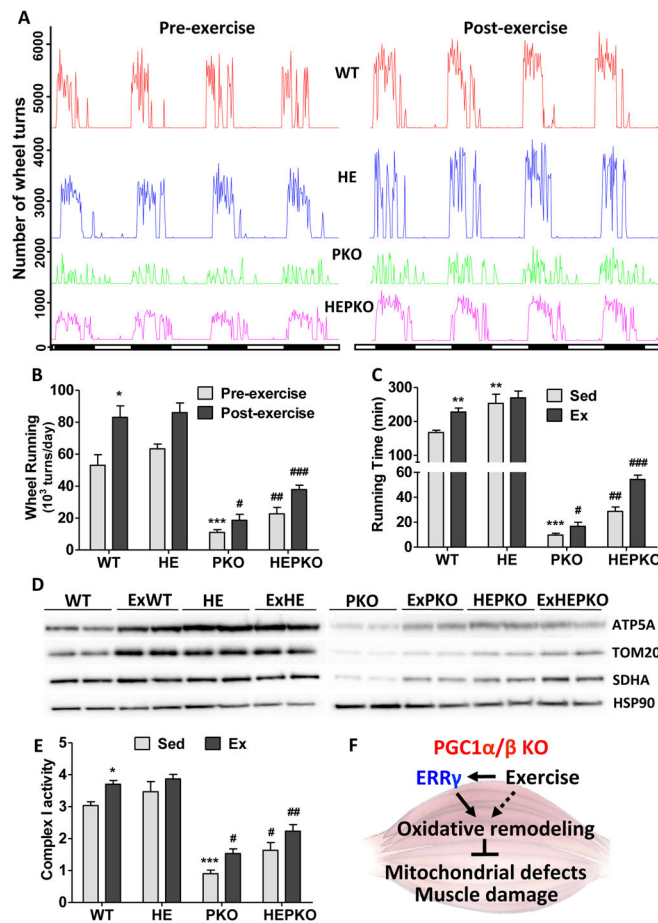 A
Pre-exercise
Post-exercise
Number of wheel turns
6000
5000
4000
3000
2000
1000
0
WT
HE
PKO
HEPKO
B
Wheel Running
(10³ turns/day)
100
80
60
40
20
0
Pre-exercise
Post-exercise
*
***
#
##
###
WT HE PKO HEPKO
C
Running Time (min)
300
200
100
60
40
20
0
Sed
Ex
**
**
***
#
##
###
WT HE PKO HEPKO
D
WT ExWT HE ExHE PKO ExPKO HEPKO ExHEPKO
ATP5A
TOM20
SDHA
HSP90
E
Complex I activity
5
4
3
2
1
0
Sed Ex
*
***
#
#
##
WT HE PKO HEPKO
F
PGC1α/β KO
ERRγ Exercise
Oxidative remodeling
Mitochondrial defects
Muscle damage